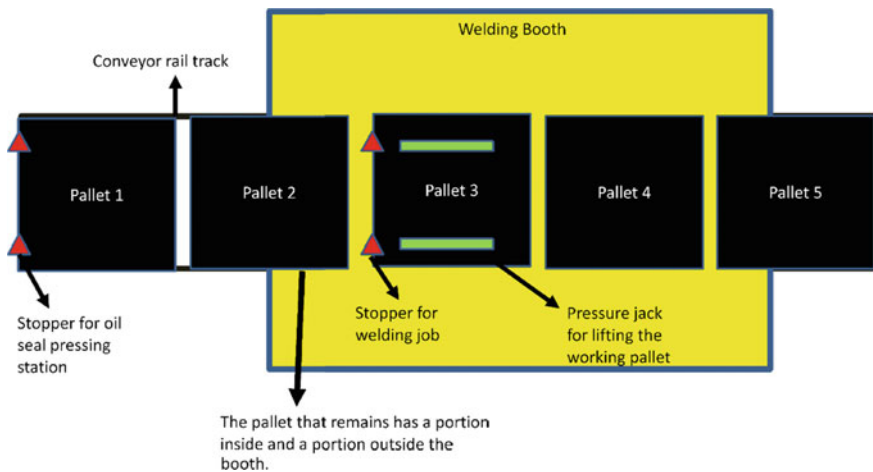 Welding Booth
Conveyor rail track
Pallet 1
Pallet 2
Pallet 3
Pallet 4
Pallet 5
Stopper for oil
seal pressing
station
Stopper for
welding job
Pressure jack
for lifting the
working pallet
The pallet that remains has a portion
inside and a portion outside the
booth.